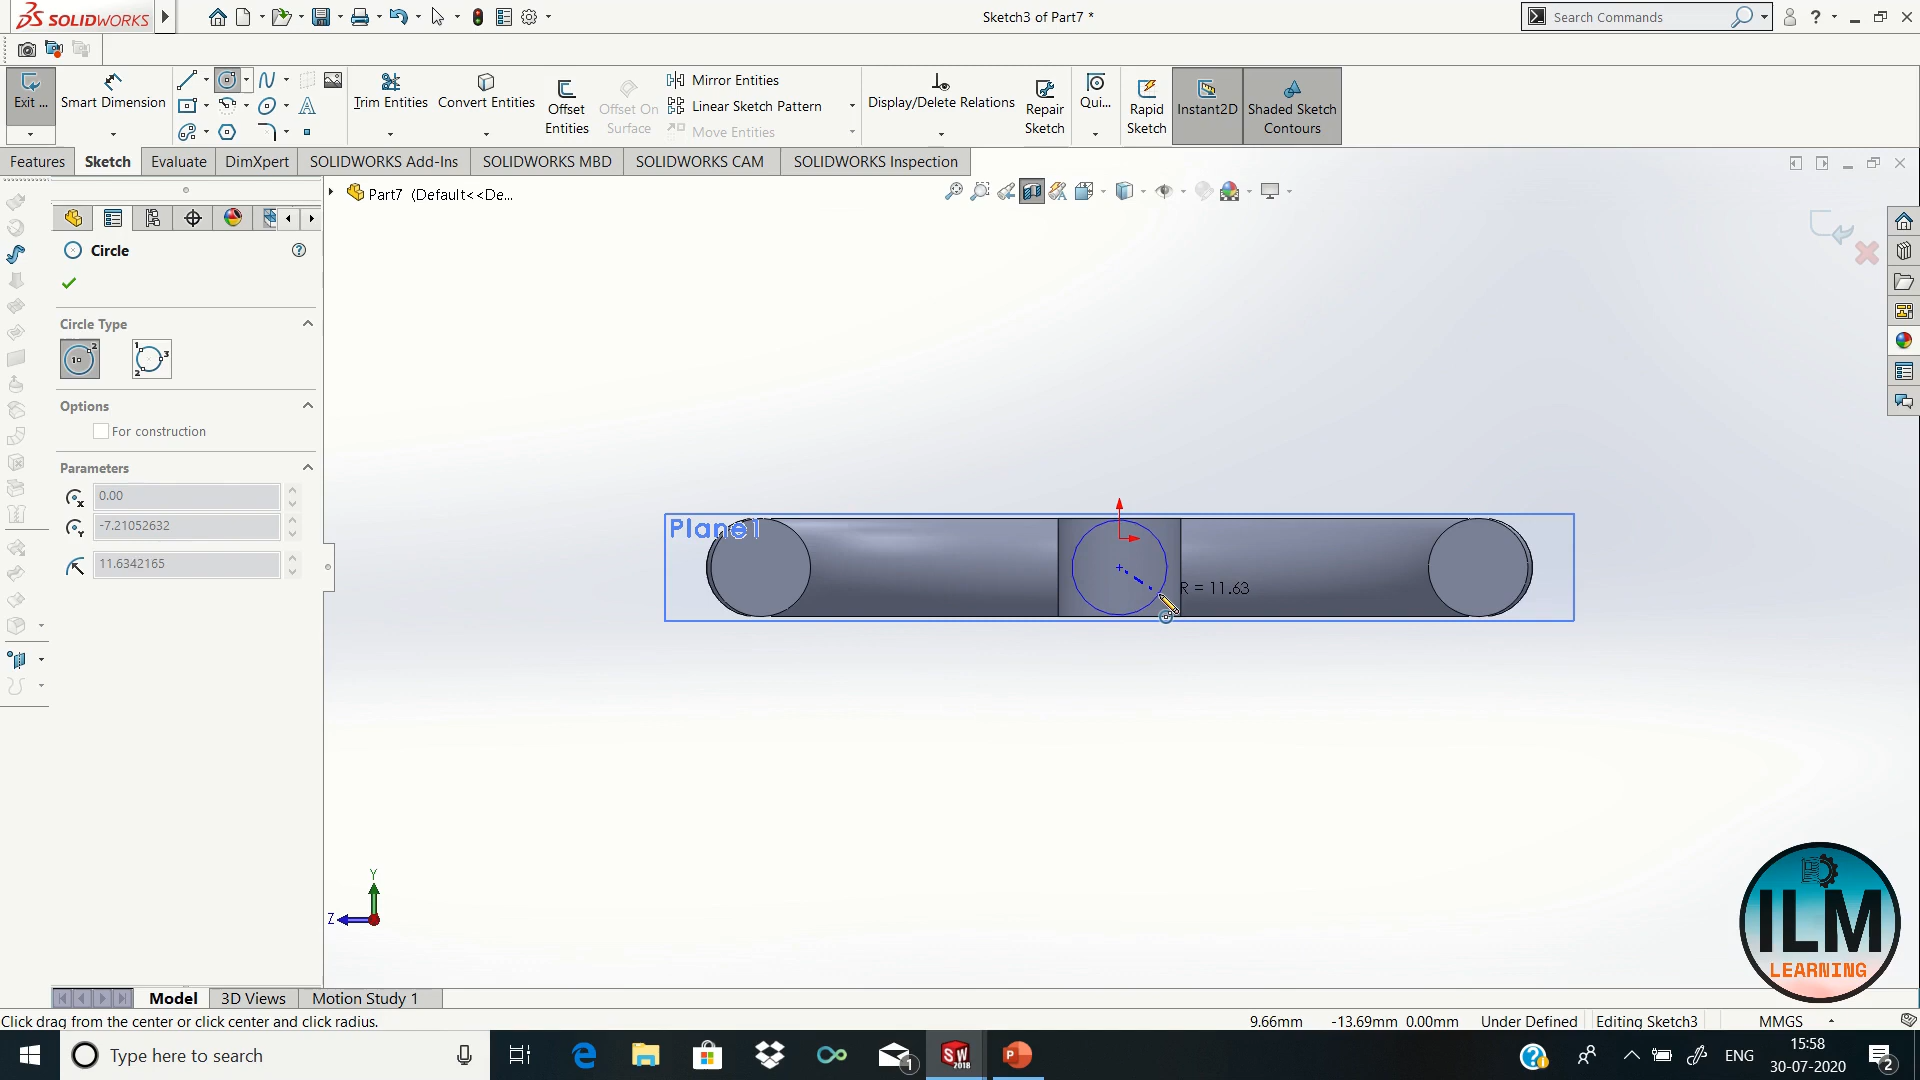 SOLIDWORKS
Sketch3 of Part7 *
Search Commands
Exit ...
Smart Dimension
Trim Entities
Convert Entities
Offset Entities
Offset On Surface
Mirror Entities
Linear Sketch Pattern
Move Entities
Display/Delete Relations
Repair Sketch
Qui...
Rapid Sketch
Instant2D
Shaded Sketch Contours
Features
Sketch
Evaluate
DimXpert
SOLIDWORKS Add-Ins
SOLIDWORKS MBD
SOLIDWORKS CAM
SOLIDWORKS Inspection
Part7 (Default<<De...
Circle
Circle Type
Options
For construction
Parameters
0.00
-7.21052632
11.6342165
Plane1
R = 11.63
Y
Z
ILM
LEARNING
Model
3D Views
Motion Study 1
Click drag from the center or click center and click radius.
9.66mm
-13.69mm 0.00mm
Under Defined
Editing Sketch3
MMGS
Type here to search
1
SW
2018
P
ENG
15:58
30-07-2020
2